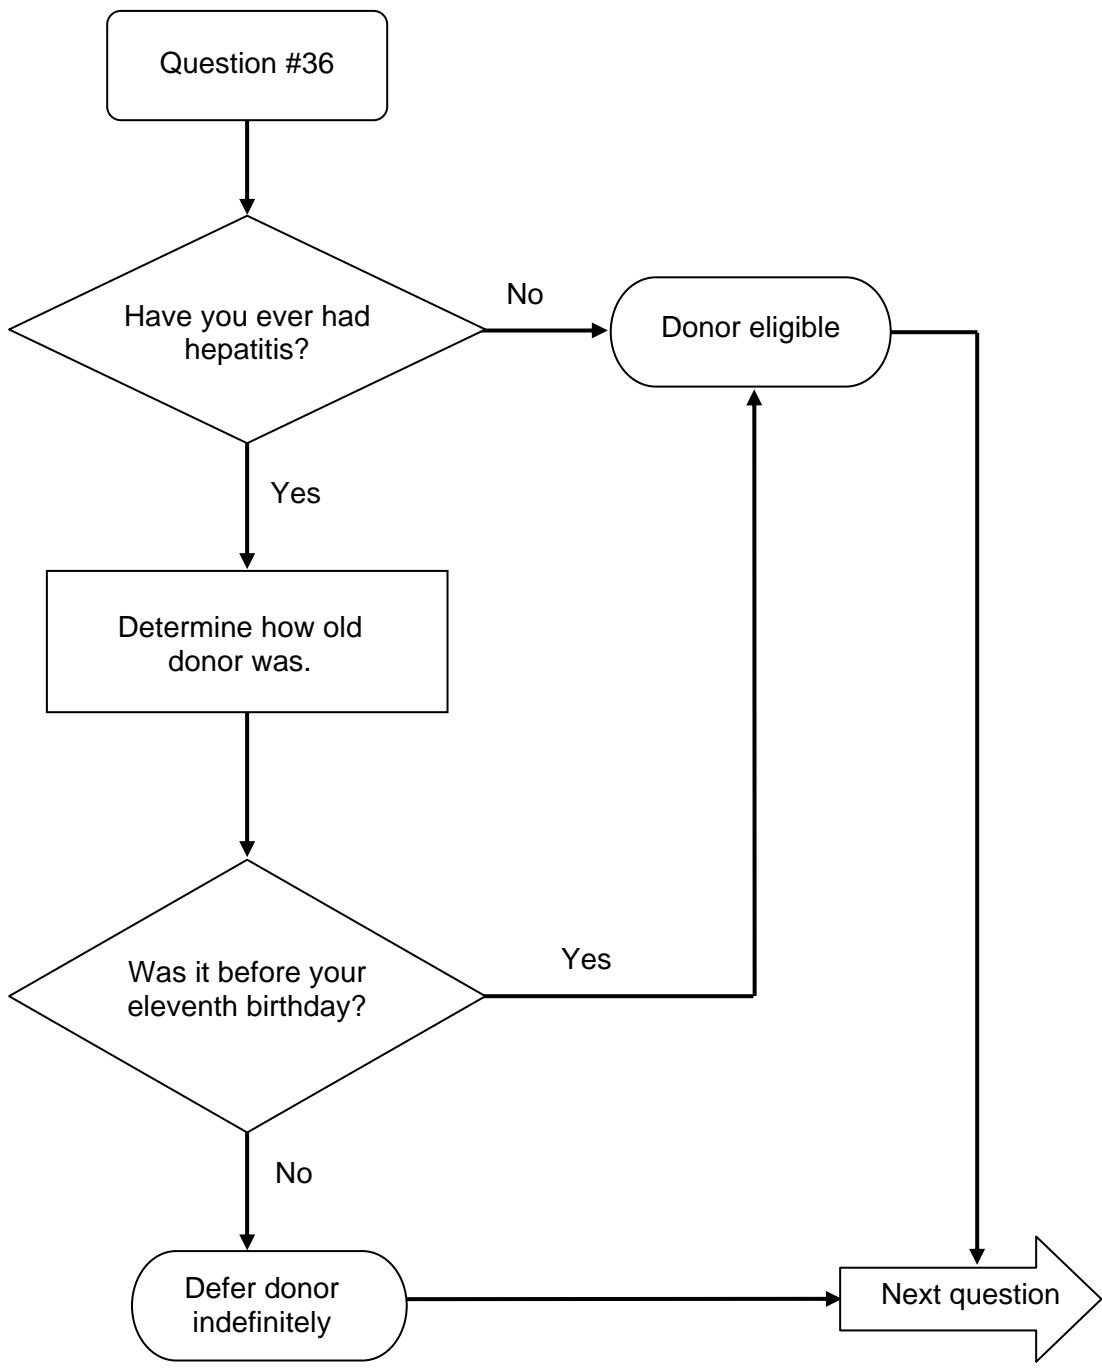 Question #36
Have you ever had
hepatitis?
No
Donor eligible
Yes
Determine how old
donor was.
Was it before your
eleventh birthday?
Yes
No
Defer donor
indefinitely
Next question